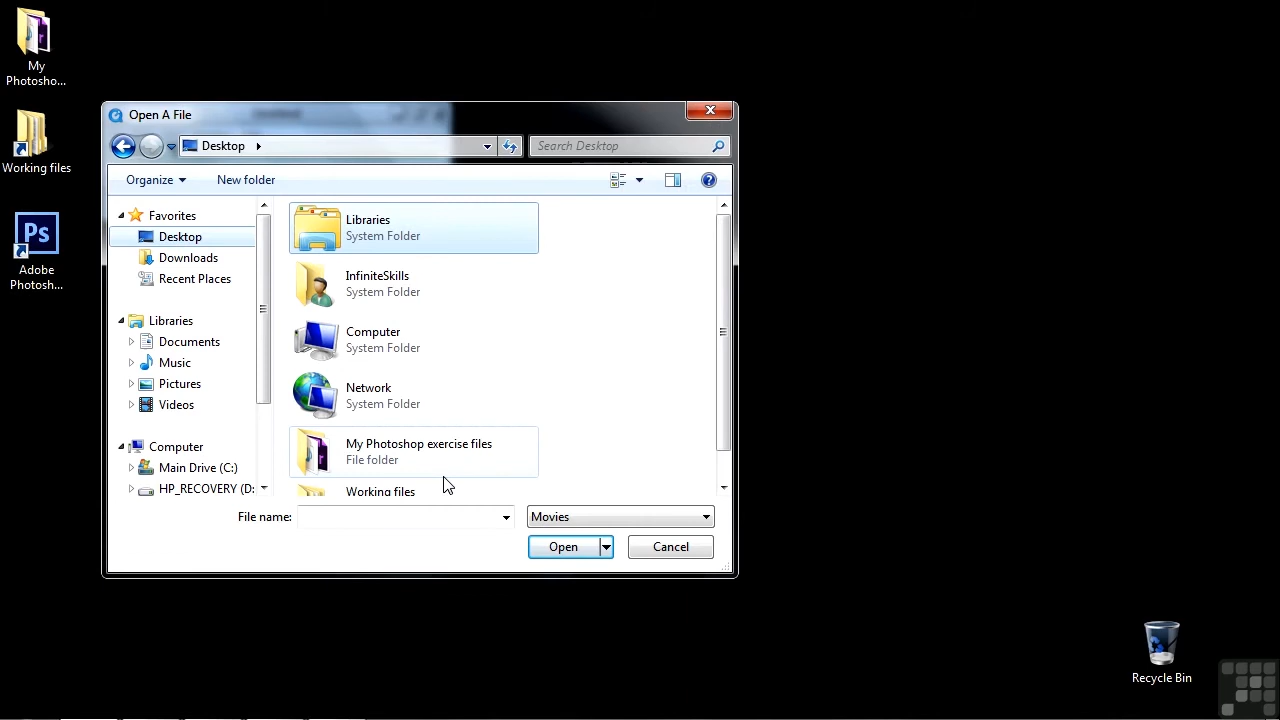 My
Photosho...
Working files
Ps
Adobe
Photosh...
Open A File
Desktop
Search Desktop
Organize
New folder
Favorites
Desktop
Downloads
Recent Places
Libraries
Documents
Music
Pictures
Videos
Computer
Main Drive (C:)
HP_RECOVERY (D:
Libraries
System Folder
InfiniteSkills
System Folder
Computer
System Folder
Network
System Folder
My Photoshop exercise files
File folder
Working files
File name:
Movies
Open
Cancel
Recycle Bin